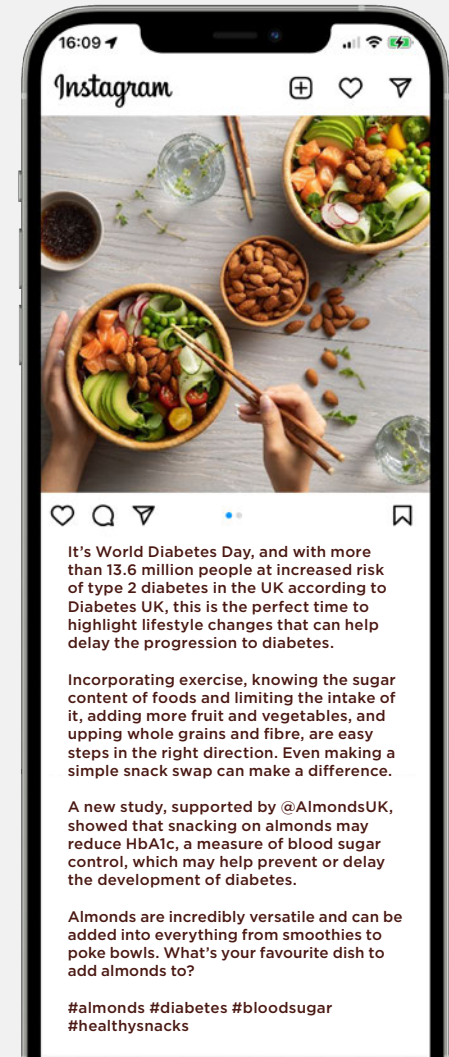 16:09
Instagram
It's World Diabetes Day, and with more
than 13.6 million people at increased risk
of type 2 diabetes in the UK according to
Diabetes UK, this is the perfect time to
highlight lifestyle changes that can help
delay the progression to diabetes.
Incorporating exercise, knowing the sugar
content of foods and limiting the intake of
it, adding more fruit and vegetables, and
upping whole grains and fibre, are easy
steps in the right direction. Even making a
simple snack swap can make a difference.
A new study, supported by @AlmondsUK,
showed that snacking on almonds may
reduce HbA1c, a measure of blood sugar
control, which may help prevent or delay
the development of diabetes.
Almonds are incredibly versatile and can be
added into everything from smoothies to
poke bowls. What's your favourite dish to
add almonds to?
#almonds #diabetes #bloodsugar
#healthysnacks